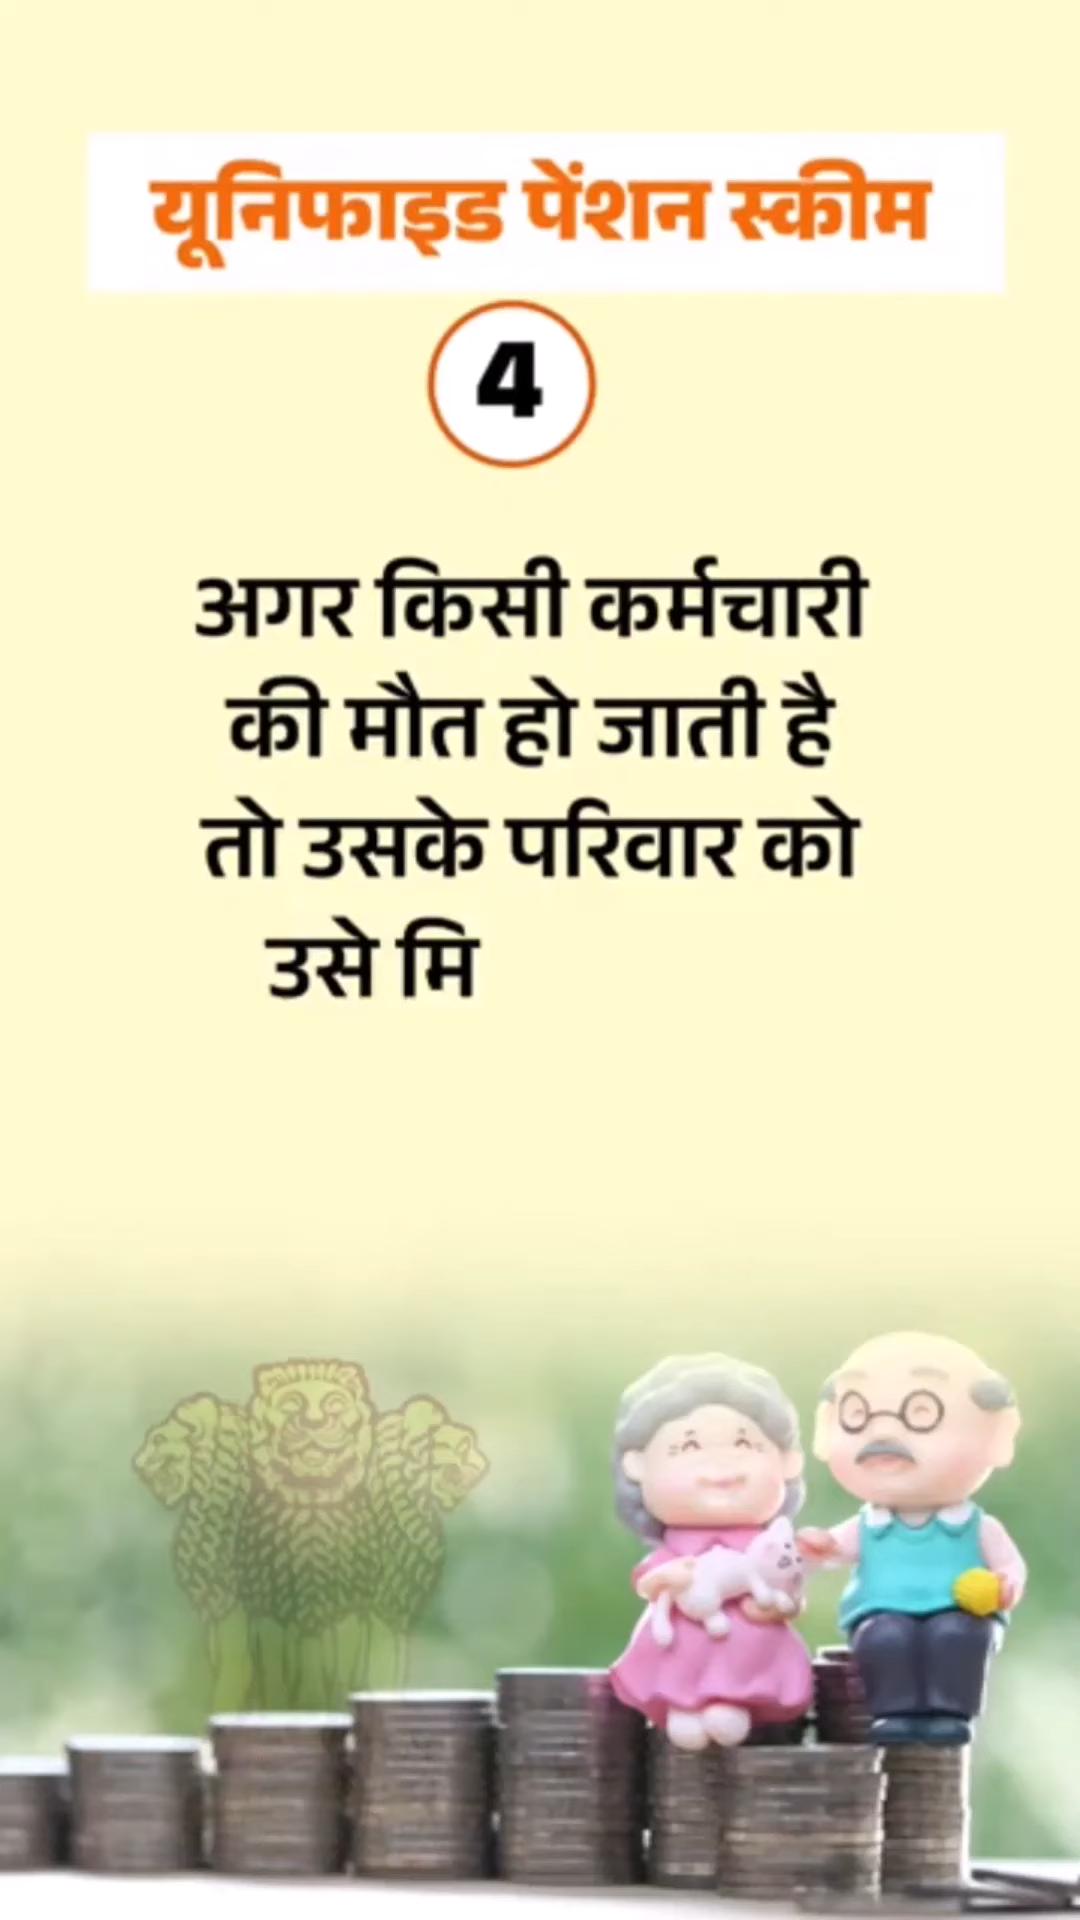 यूनिफाइड पेंशन स्कीम
4
अगर किसी कर्मचारी
की मौत हो जाती है
तो उसके परिवार को
उसे मि